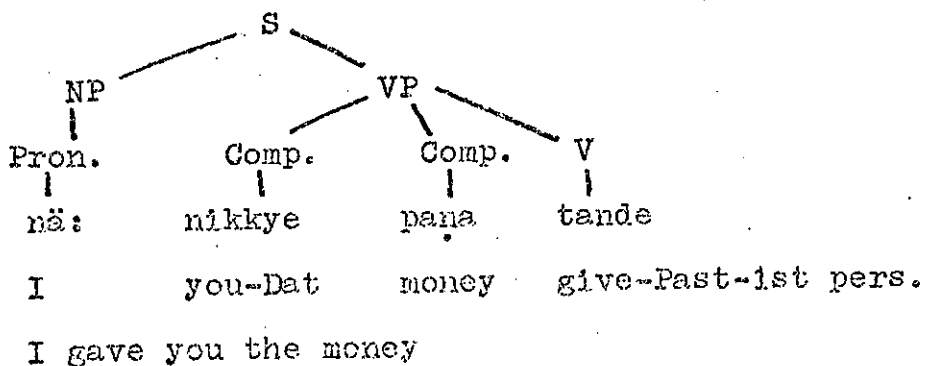 S
NP VP
Pron. Comp. Comp. V
nä: nikkye paṇa tande
I you-Dat money give-Past-1st pers.
I gave you the money